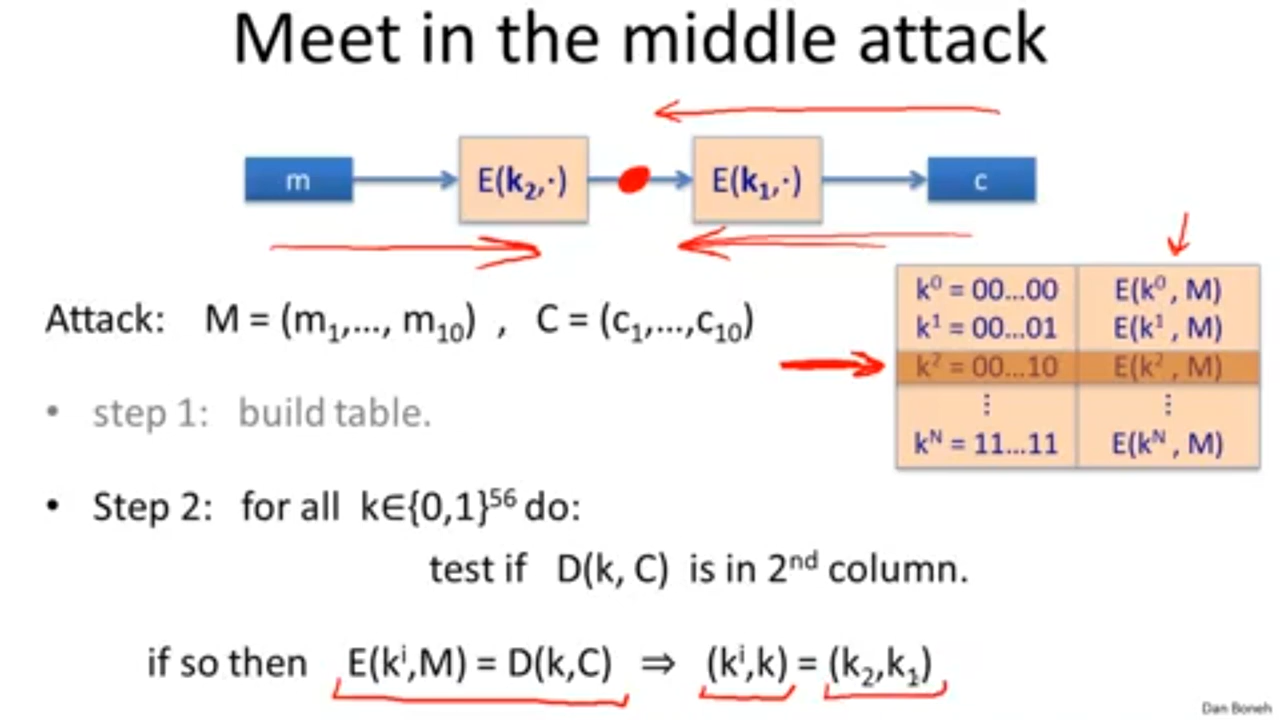 Meet in the middle attack
m
E(k₂,·)
E(k₁,·)
c
Attack: M = (m₁,..., m₁₀) , C = (c₁,...,c₁₀)
k⁰ = 00...00 E(k⁰ , M)
k¹ = 00...01 E(k¹ , M)
k² = 00...10 E(k² , M)
⋮ ⋮
kᴺ = 11...11 E(kᴺ , M)
• step 1: build table.
• Step 2: for all k∈{0,1}⁵⁶ do:
test if D(k, C) is in 2ⁿᵈ column.
if so then E(kⁱ,M) = D(k,C) ⇒ (kⁱ,k) = (k₂,k₁)
Dan Boneh